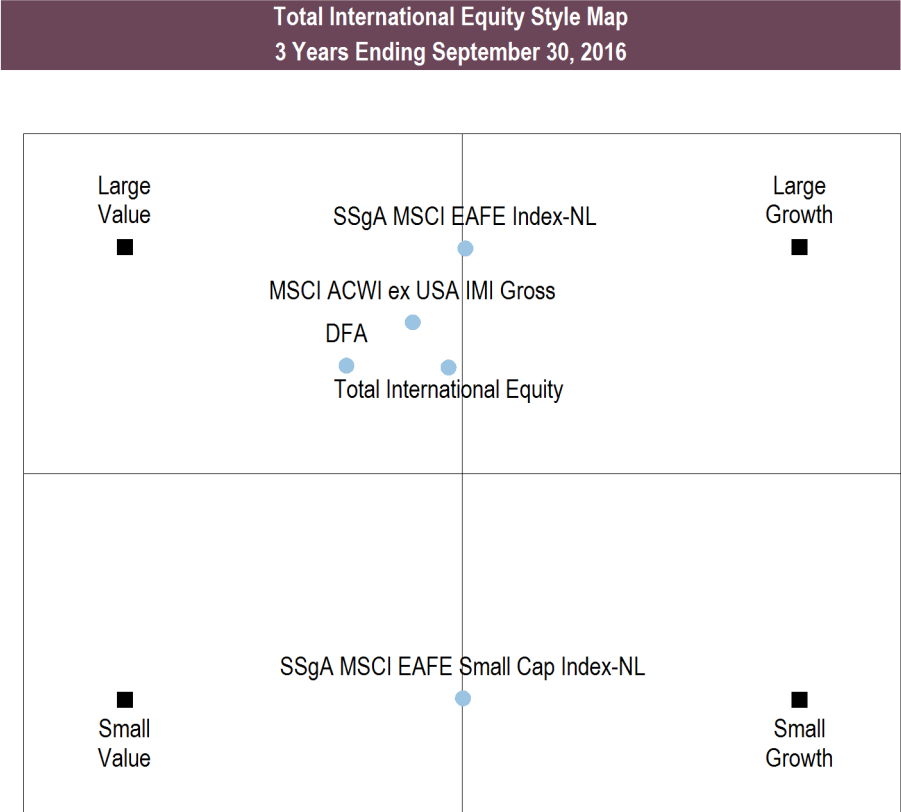 Total International Equity Style Map
3 Years Ending September 30, 2016
Large
Value
Large
Growth
SSgA MSCI EAFE Index-NL
MSCI ACWI ex USA IMI Gross
DFA
Total International Equity
SSgA MSCI EAFE Small Cap Index-NL
Small
Value
Small
Growth